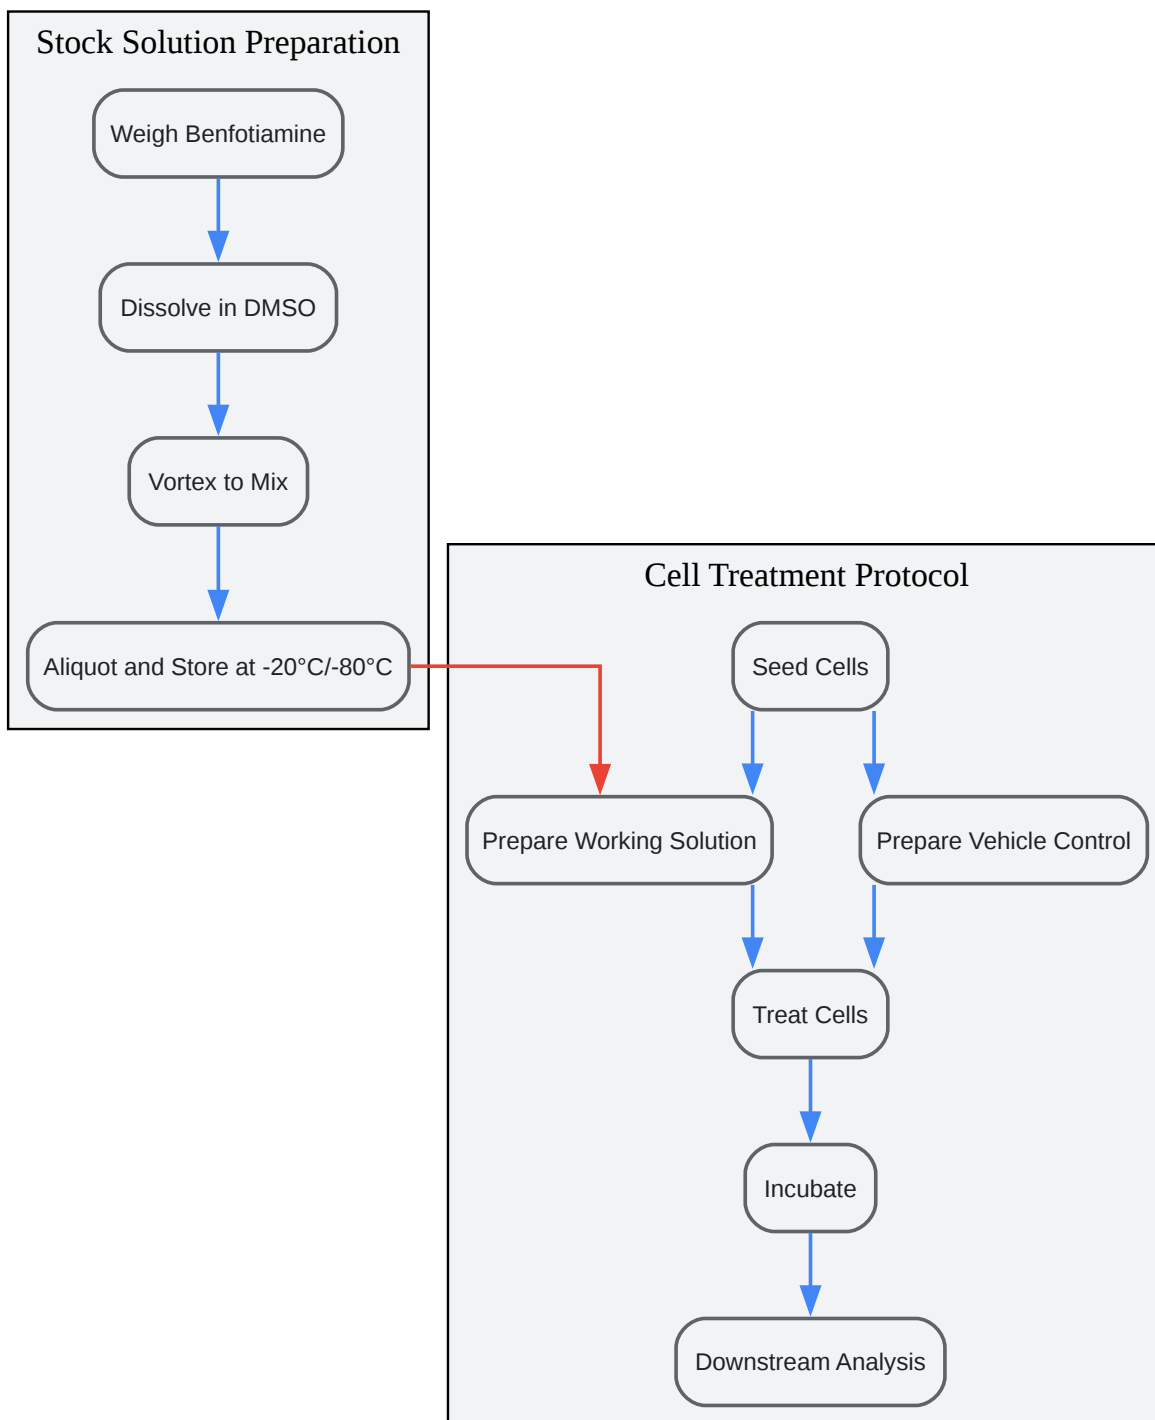 Stock Solution Preparation
Weigh Benfotiamine
Dissolve in DMSO
Vortex to Mix
Aliquot and Store at -20°C/-80°C
Cell Treatment Protocol
Seed Cells
Prepare Working Solution
Prepare Vehicle Control
Treat Cells
Incubate
Downstream Analysis